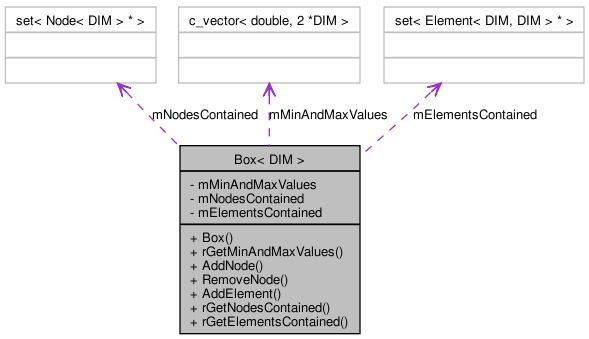 set< Node< DIM > * >
c_vector< double, 2 *DIM >
set< Element< DIM, DIM > * >
mNodesContained
mMinAndMaxValues
mElementsContained
Box< DIM >
- mMinAndMaxValues
- mNodesContained
- mElementsContained
+ Box()
+ rGetMinAndMaxValues()
+ AddNode()
+ RemoveNode()
+ AddElement()
+ rGetNodesContained()
+ rGetElementsContained()